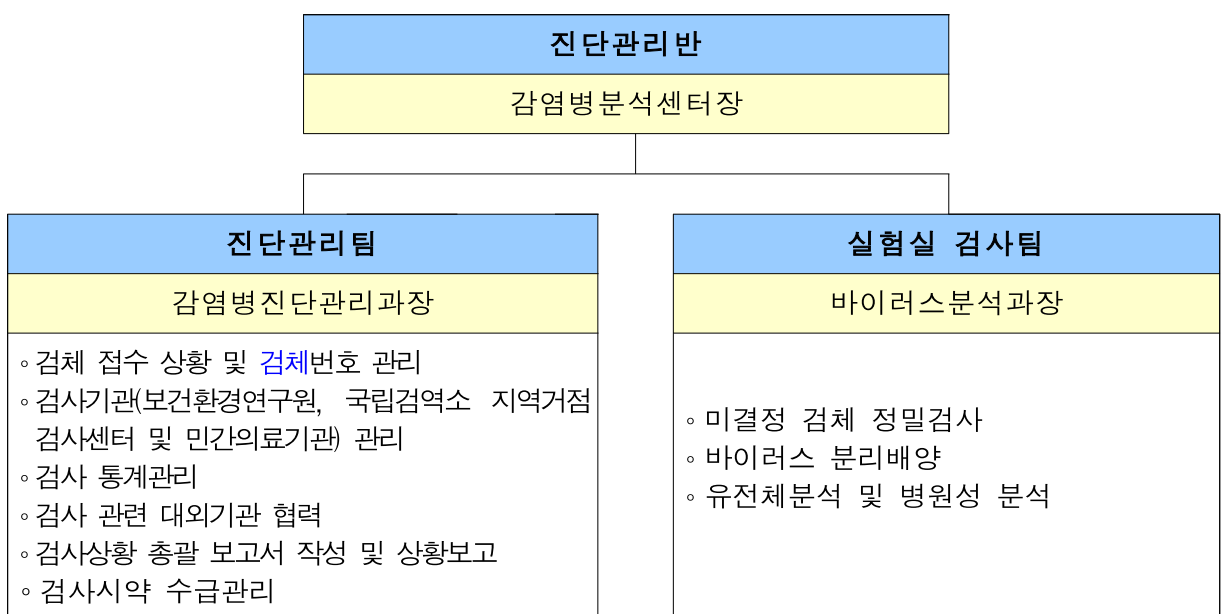 진단관리반
감염병분석센터장
진단관리팀
감염병진단관리과장
◦ 검체 접수 상황 및 검체번호 관리
◦ 검사기관(보건환경연구원, 국립검역소 지역거점
검사센터 및 민간의료기관) 관리
◦ 검사 통계관리
◦ 검사 관련 대외기관 협력
◦ 검사상황 총괄 보고서 작성 및 상황보고
◦ 검사시약 수급관리
실험실 검사팀
바이러스분석과장
◦ 미결정 검체 정밀검사
◦ 바이러스 분리배양
◦ 유전체분석 및 병원성 분석